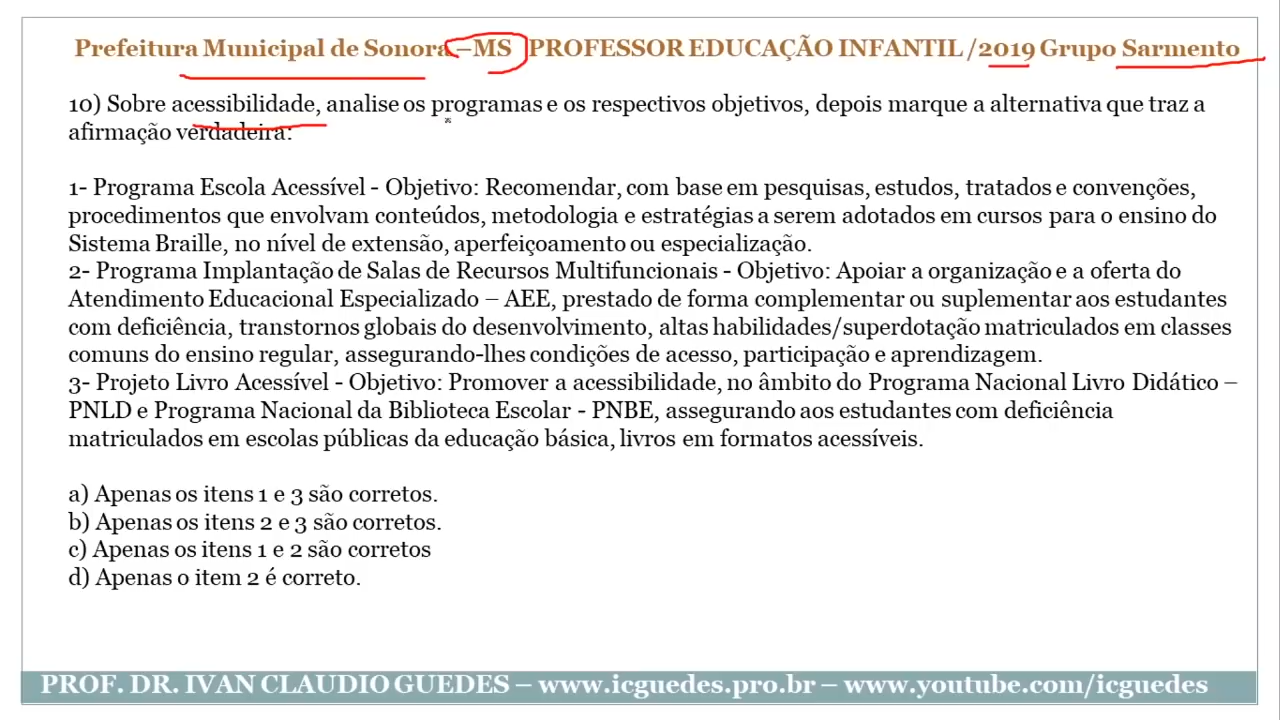 Prefeitura Municipal de Sonora –MS PROFESSOR EDUCAÇÃO INFANTIL /2019 Grupo Sarmento
10) Sobre acessibilidade, analise os programas e os respectivos objetivos, depois marque a alternativa que traz a
afirmação verdadeira:
1- Programa Escola Acessível - Objetivo: Recomendar, com base em pesquisas, estudos, tratados e convenções,
procedimentos que envolvam conteúdos, metodologia e estratégias a serem adotados em cursos para o ensino do
Sistema Braille, no nível de extensão, aperfeiçoamento ou especialização.
2- Programa Implantação de Salas de Recursos Multifuncionais - Objetivo: Apoiar a organização e a oferta do
Atendimento Educacional Especializado – AEE, prestado de forma complementar ou suplementar aos estudantes
com deficiência, transtornos globais do desenvolvimento, altas habilidades/superdotação matriculados em classes
comuns do ensino regular, assegurando-lhes condições de acesso, participação e aprendizagem.
3- Projeto Livro Acessível - Objetivo: Promover a acessibilidade, no âmbito do Programa Nacional Livro Didático –
PNLD e Programa Nacional da Biblioteca Escolar - PNBE, assegurando aos estudantes com deficiência
matriculados em escolas públicas da educação básica, livros em formatos acessíveis.
a) Apenas os itens 1 e 3 são corretos.
b) Apenas os itens 2 e 3 são corretos.
c) Apenas os itens 1 e 2 são corretos
d) Apenas o item 2 é correto.
PROF. DR. IVAN CLAUDIO GUEDES – www.icguedes.pro.br – www.youtube.com/icguedes